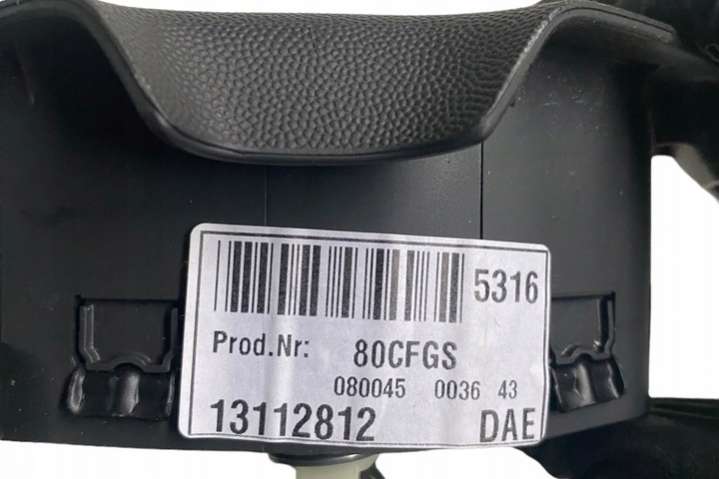 5316
Prod.Nr: 80CFGS
080045 0036 43
13112812 DAE